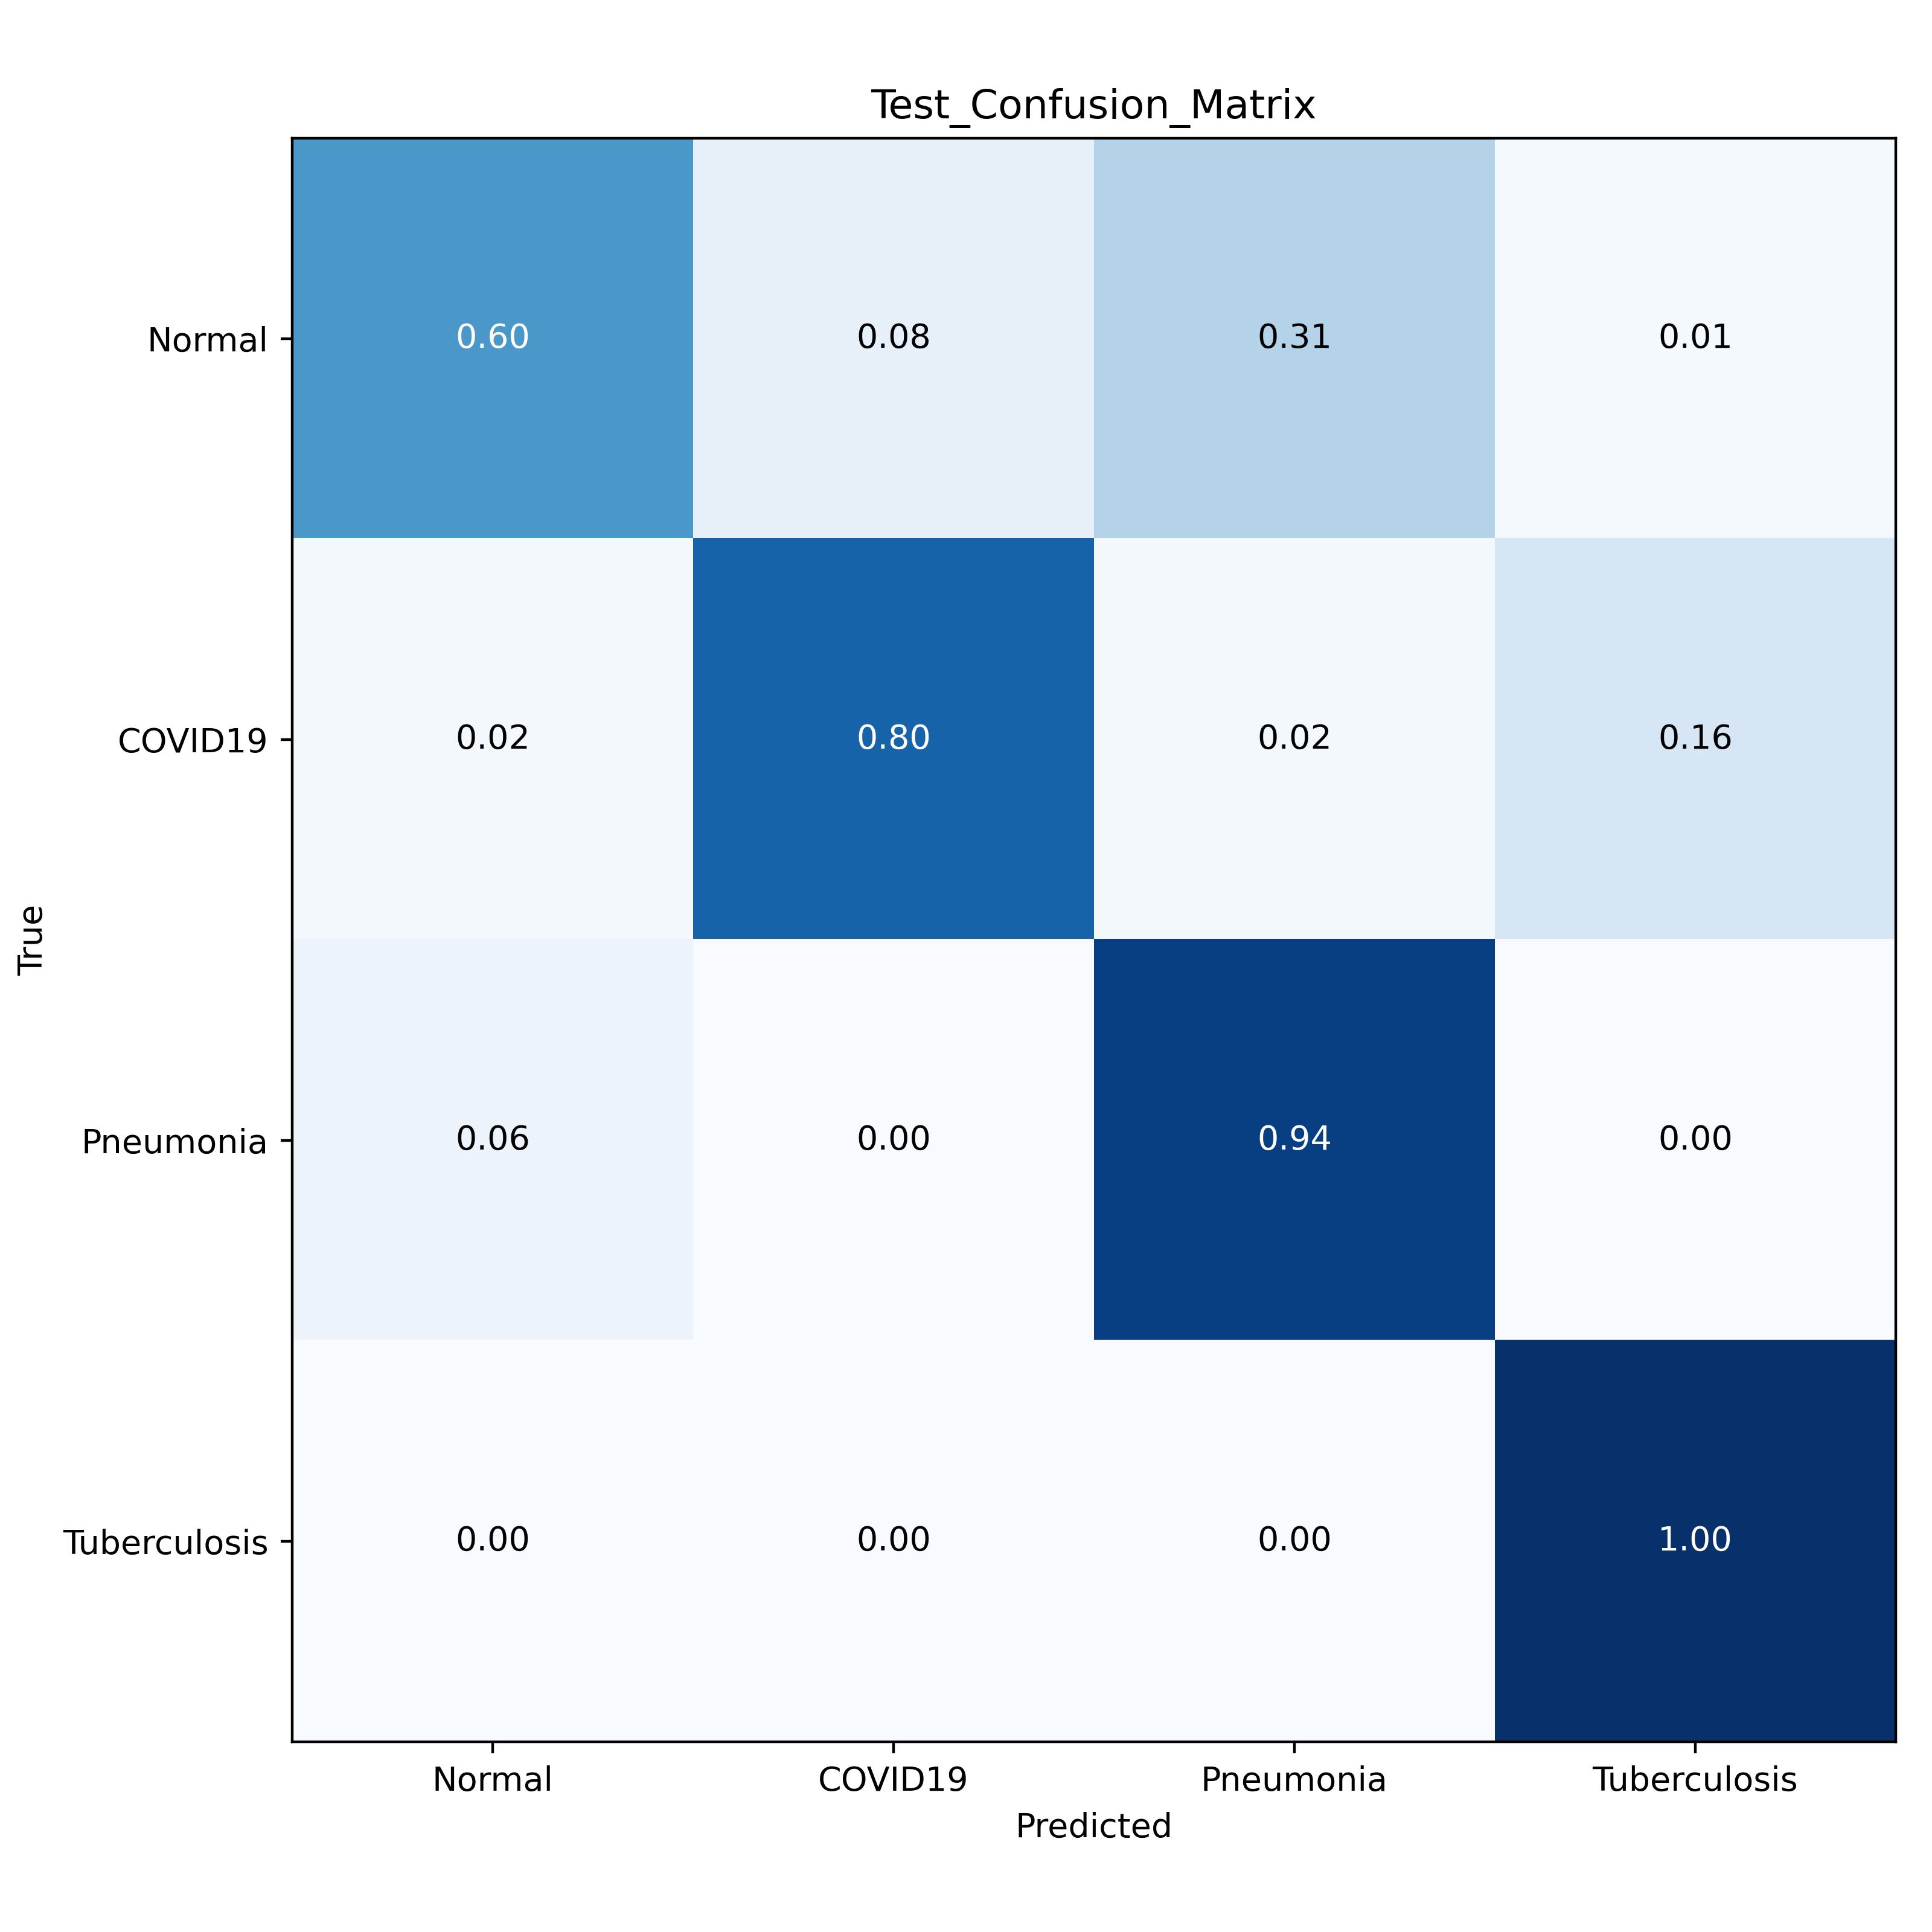 Test_Confusion_Matrix
Normal 0.60 0.08 0.31 0.01
COVID19 0.02 0.80 0.02 0.16
True
Pneumonia 0.06 0.00 0.94 0.00
Tuberculosis 0.00 0.00 0.00 1.00
Normal COVID19 Pneumonia Tuberculosis
Predicted